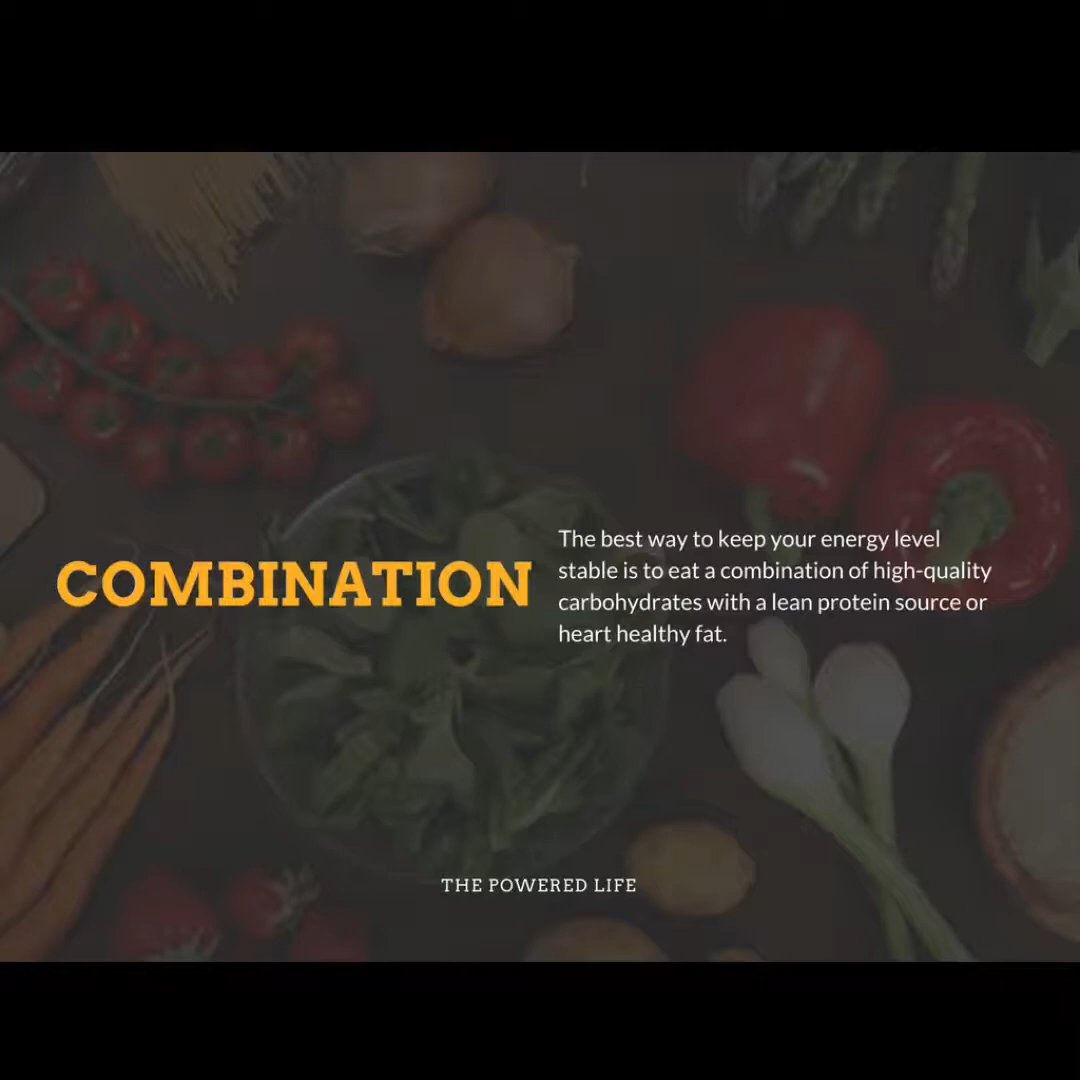 COMBINATION
The best way to keep your energy level
stable is to eat a combination of high-quality
carbohydrates with a lean protein source or
heart healthy fat.
THE POWERED LIFE